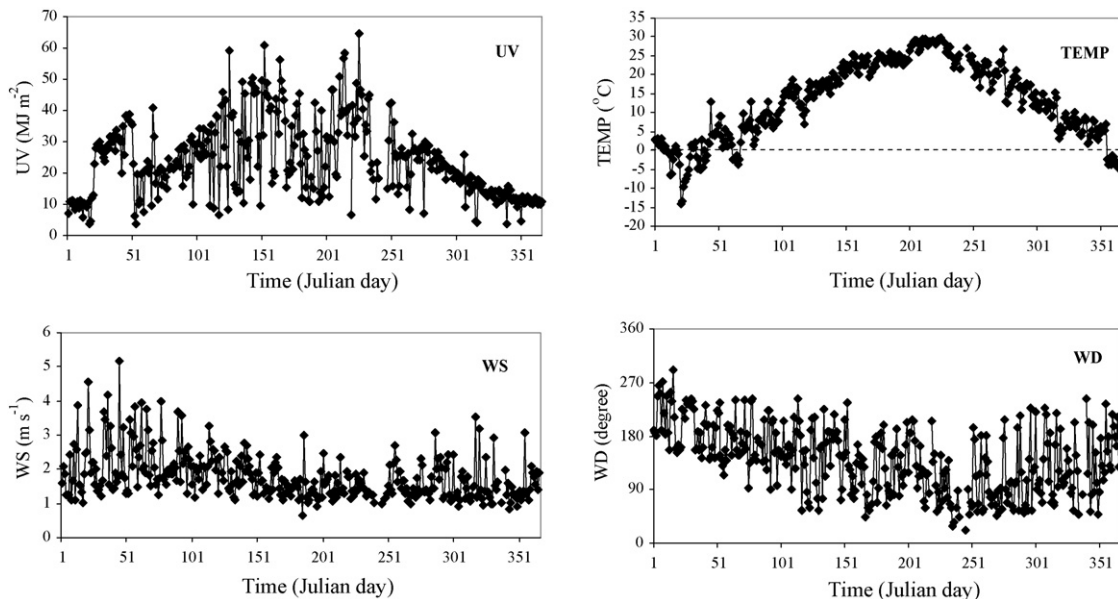 UV
UV (MJ m-2)
70
60
50
40
30
20
10
0
1 51 101 151 201 251 301 351
Time (Julian day)
TEMP
TEMP (°C)
35
30
25
20
15
10
5
0
-5
-10
-15
-20
1 51 101 151 201 251 301 351
Time (Julian day)
WS
WS (m s-1)
6
5
4
3
2
1
0
1 51 101 151 201 251 301 351
Time (Julian day)
WD
WD (degree)
360
270
180
90
0
1 51 101 151 201 251 301 351
Time (Julian day)